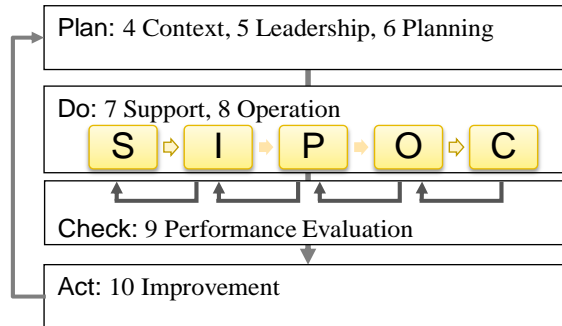 Plan: 4 Context, 5 Leadership, 6 Planning
Do: 7 Support, 8 Operation
S I P O C
Check: 9 Performance Evaluation
Act: 10 Improvement